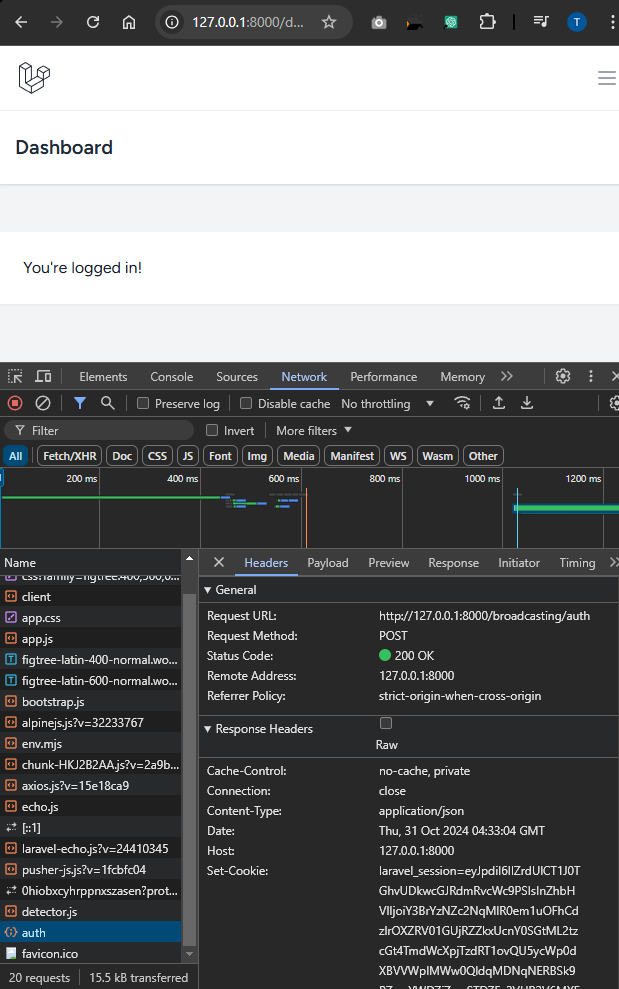 127.0.0.1:8000/d...
T
Dashboard
You're logged in!
Elements Console Sources Network Performance Memory
Preserve log Disable cache No throttling
Filter Invert More filters
All Fetch/XHR Doc CSS JS Font Img Media Manifest WS Wasm Other
200 ms 400 ms 600 ms 800 ms 1000 ms 1200 ms
Name
Headers Payload Preview Response Initiator Timing
css?family=figtree:400,500,6...
client
app.css
app.js
figtree-latin-400-normal.wo...
figtree-latin-600-normal.wo...
bootstrap.js
alpinejs.js?v=32233767
env.mjs
chunk-HKJ2B2AA.js?v=2a9b...
axios.js?v=15e18ca9
echo.js
[::1]
laravel-echo.js?v=24410345
pusher-js.js?v=1fcbfc04
0hiobxcyhrppnxszasen?prot...
detector.js
auth
favicon.ico
20 requests 15.5 kB transferred
General
Request URL: http://127.0.0.1:8000/broadcasting/auth
Request Method: POST
Status Code: 200 OK
Remote Address: 127.0.0.1:8000
Referrer Policy: strict-origin-when-cross-origin
Response Headers
Raw
Cache-Control: no-cache, private
Connection: close
Content-Type: application/json
Date: Thu, 31 Oct 2024 04:33:04 GMT
Host: 127.0.0.1:8000
Set-Cookie: laravel_session=eyJpdiI6IlZrdUlCT1J0T
GhvUDkwcGJRdmRvcWc9PSIsInZhbH
VlIjoiY3BrYzNZc2NqMlR0em1uOFhCd
zlrOXZRV01GUjRZZkxUcnY0SGtML2tz
cGt4TmdWcXpjTzdRT1ovQU5ycWp0d
XBVVWplMWw0QldqMDNqNERBSk9